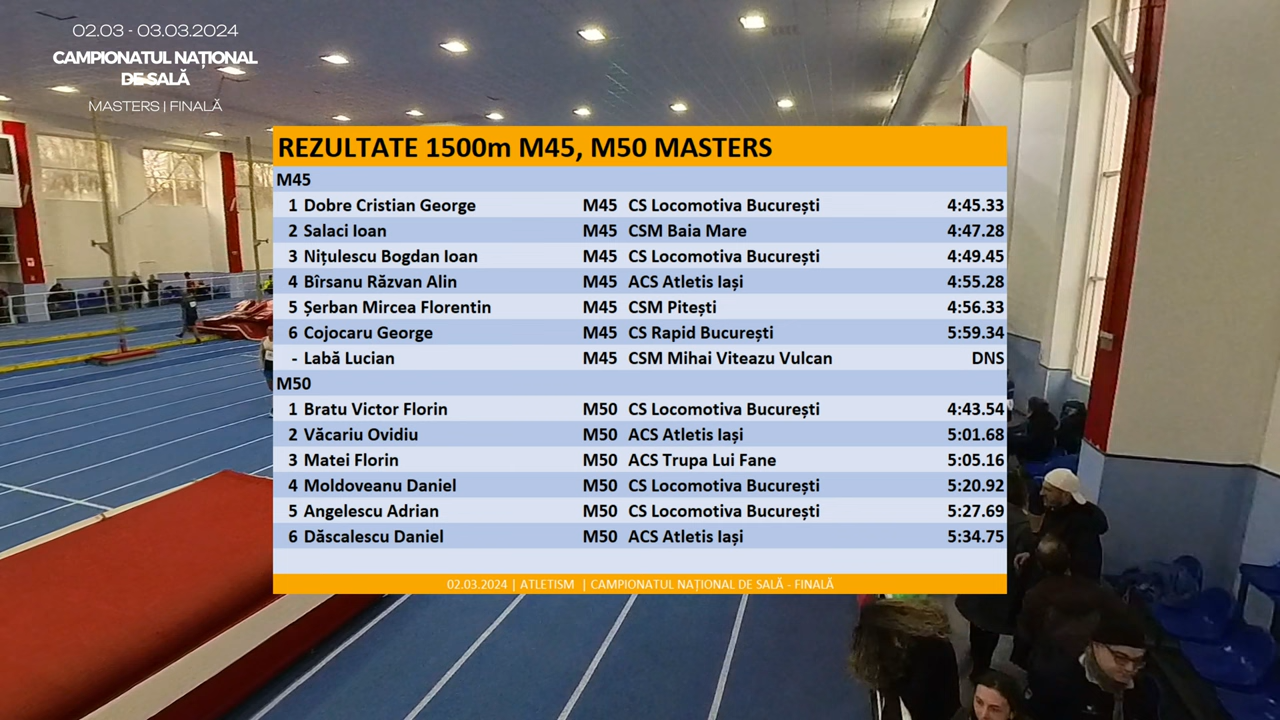 02.03 - 03.03.2024
CAMPIONATUL NAȚIONAL
DE SALĂ
MASTERS | FINALĂ
REZULTATE 1500m M45, M50 MASTERS
M45
1 Dobre Cristian George M45 CS Locomotiva București 4:45.33
2 Salaci Ioan M45 CSM Baia Mare 4:47.28
3 Nițulescu Bogdan Ioan M45 CS Locomotiva București 4:49.45
4 Bîrsanu Răzvan Alin M45 ACS Atletis Iași 4:55.28
5 Șerban Mircea Florentin M45 CSM Pitești 4:56.33
6 Cojocaru George M45 CS Rapid București 5:59.34
- Labă Lucian M45 CSM Mihai Viteazu Vulcan DNS
M50
1 Bratu Victor Florin M50 CS Locomotiva București 4:43.54
2 Văcariu Ovidiu M50 ACS Atletis Iași 5:01.68
3 Matei Florin M50 ACS Trupa Lui Fane 5:05.16
4 Moldoveanu Daniel M50 CS Locomotiva București 5:20.92
5 Angelescu Adrian M50 CS Locomotiva București 5:27.69
6 Dăscalescu Daniel M50 ACS Atletis Iași 5:34.75
02.03.2024 | ATLETISM | CAMPIONATUL NAȚIONAL DE SALĂ - FINALĂ